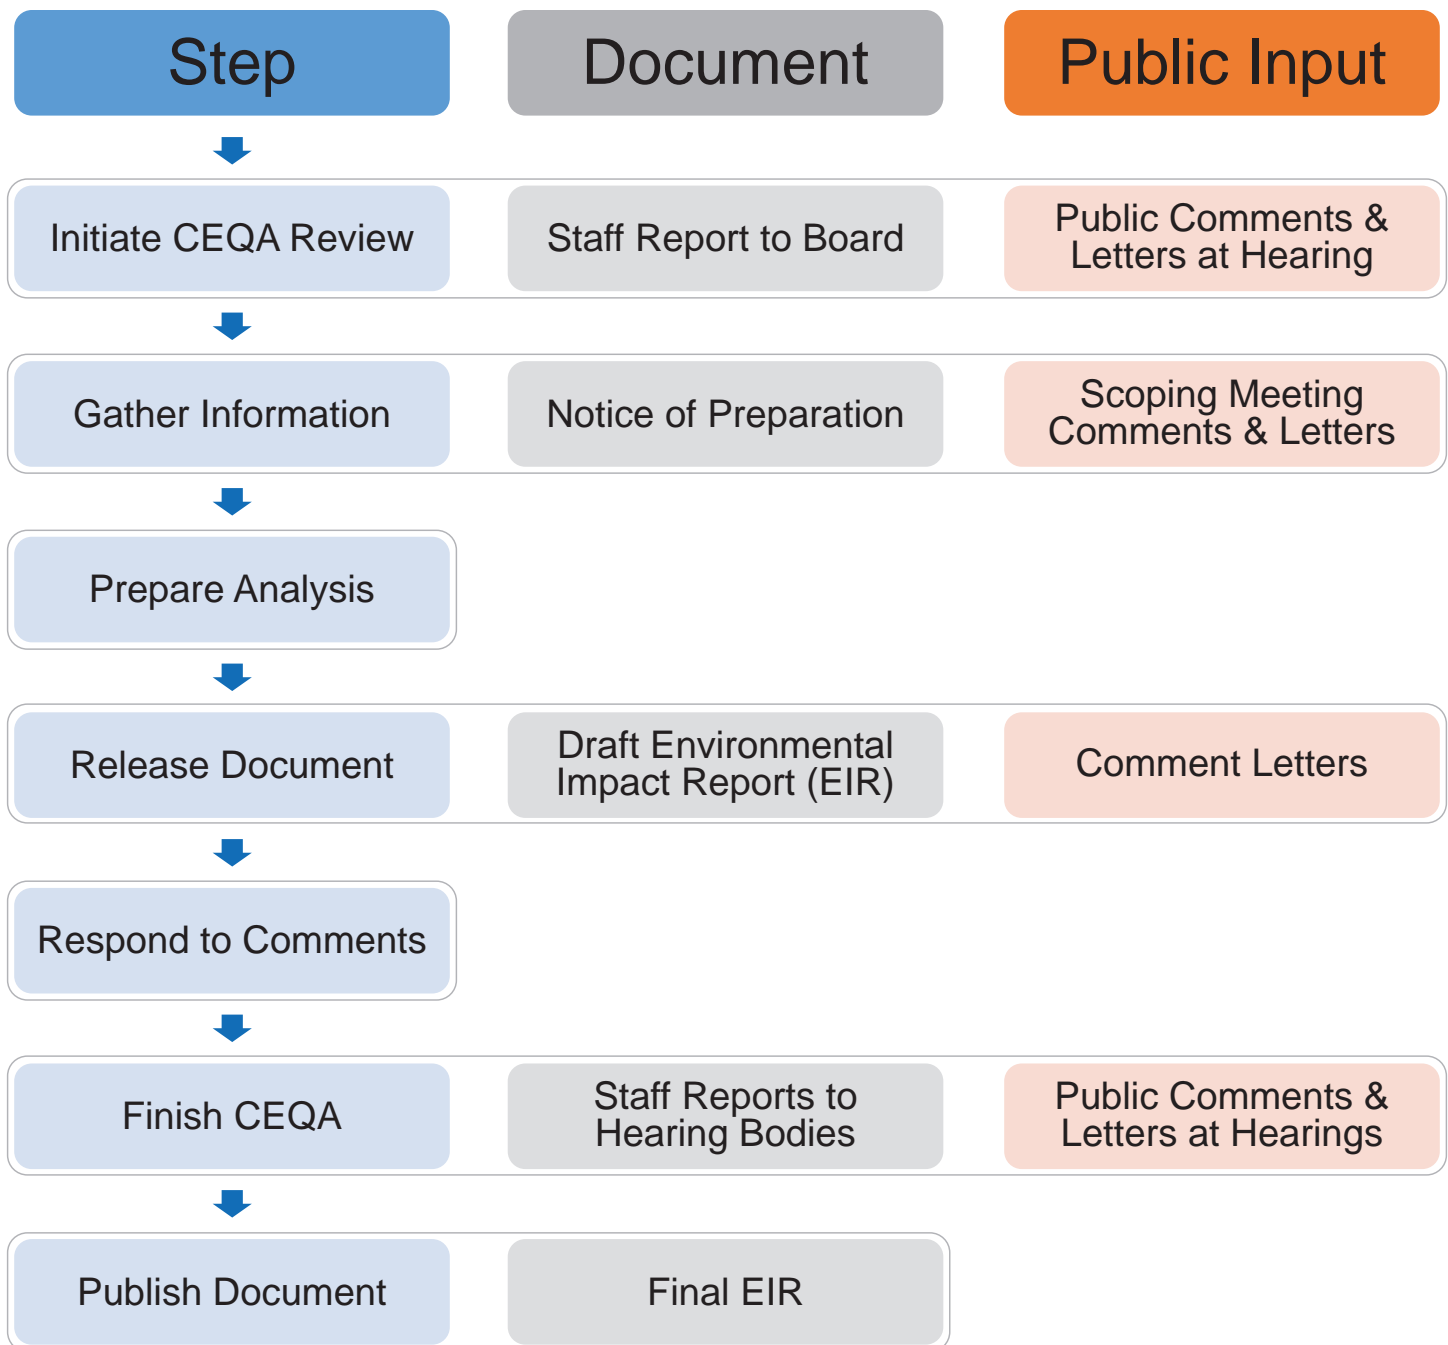 Step
Document
Public Input
Initiate CEQA Review
Staff Report to Board
Public Comments &
Letters at Hearing
Gather Information
Notice of Preparation
Scoping Meeting
Comments & Letters
Prepare Analysis
Release Document
Draft Environmental
Impact Report (EIR)
Comment Letters
Respond to Comments
Finish CEQA
Staff Reports to
Hearing Bodies
Public Comments &
Letters at Hearings
Publish Document
Final EIR